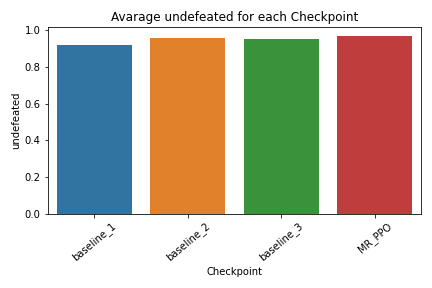 Avarage undefeated for each Checkpoint
1.0
0.8
0.6
0.4
0.2
0.0
undefeated
baseline_1
baseline_2
baseline_3
MR_PPO
Checkpoint